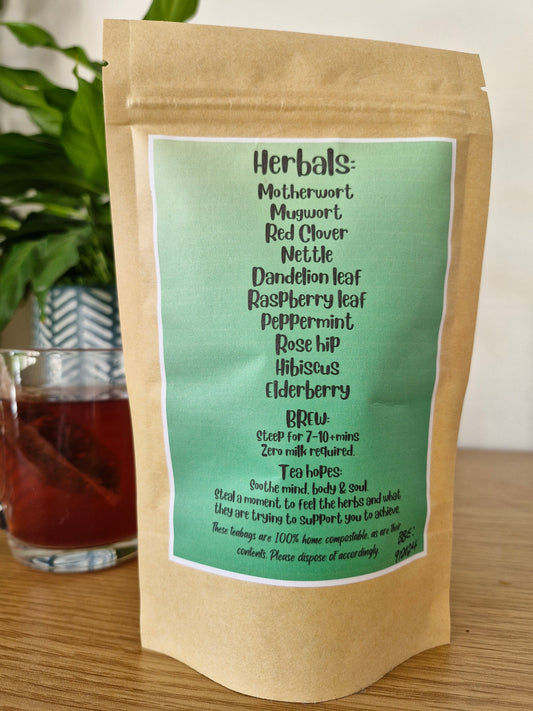 Herbals:
Motherwort
Mugwort
Red Clover
Nettle
Dandelion leaf
Raspberry leaf
Peppermint
Rose hip
Hibiscus
Elderberry
BREW:
Steep for 7-10+mins
Zero milk required.
Tea hopes:
Soothe mind, body & soul.
Steal a moment to feel the herbs and what
they are trying to support you to achieve.
These teabags are 100% home compostable, as are their
contents. Please dispose of accordingly
BBE: